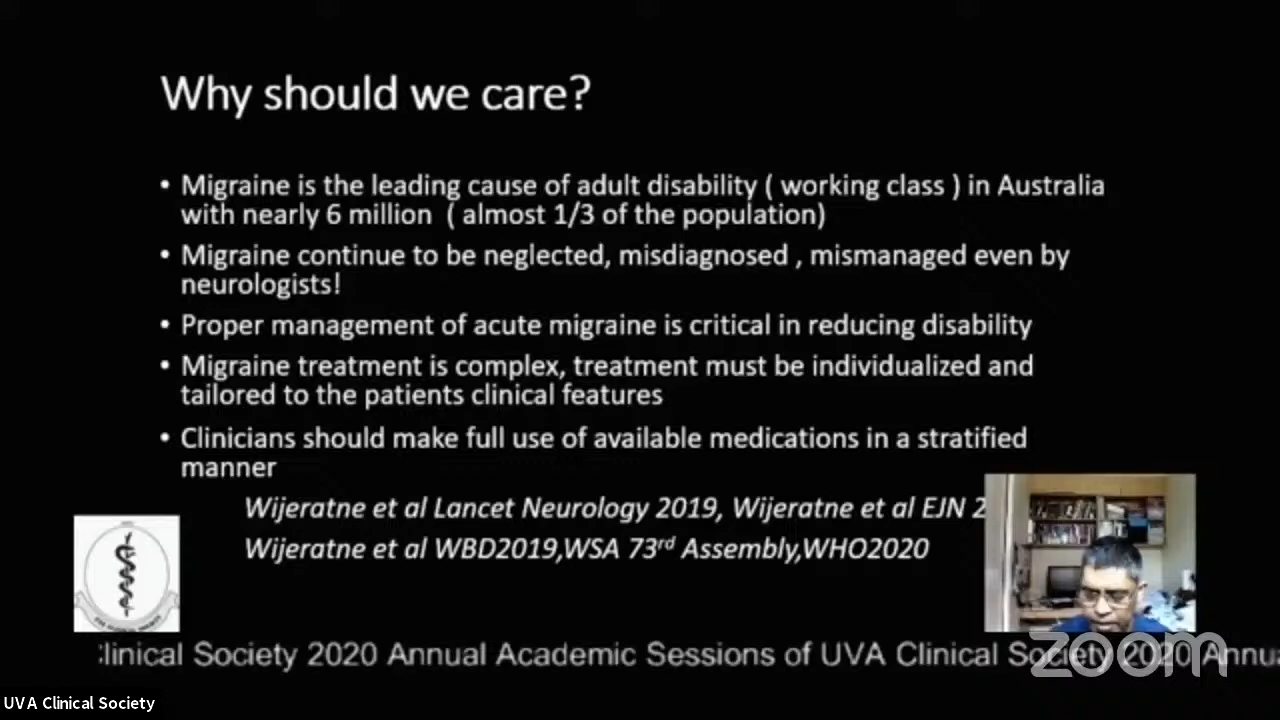 Why should we care?
• Migraine is the leading cause of adult disability ( working class ) in Australia
with nearly 6 million ( almost 1/3 of the population)
• Migraine continue to be neglected, misdiagnosed , mismanaged even by
neurologists!
• Proper management of acute migraine is critical in reducing disability
• Migraine treatment is complex, treatment must be individualized and
tailored to the patients clinical features
• Clinicians should make full use of available medications in a stratified
manner
Wijeratne et al Lancet Neurology 2019, Wijeratne et al EJN 2
Wijeratne et al WBD2019,WSA 73rd Assembly,WHO2020
zoom
linical Society 2020 Annual Academic Sessions of UVA Clinical Society 2020 Annu
UVA Clinical Society